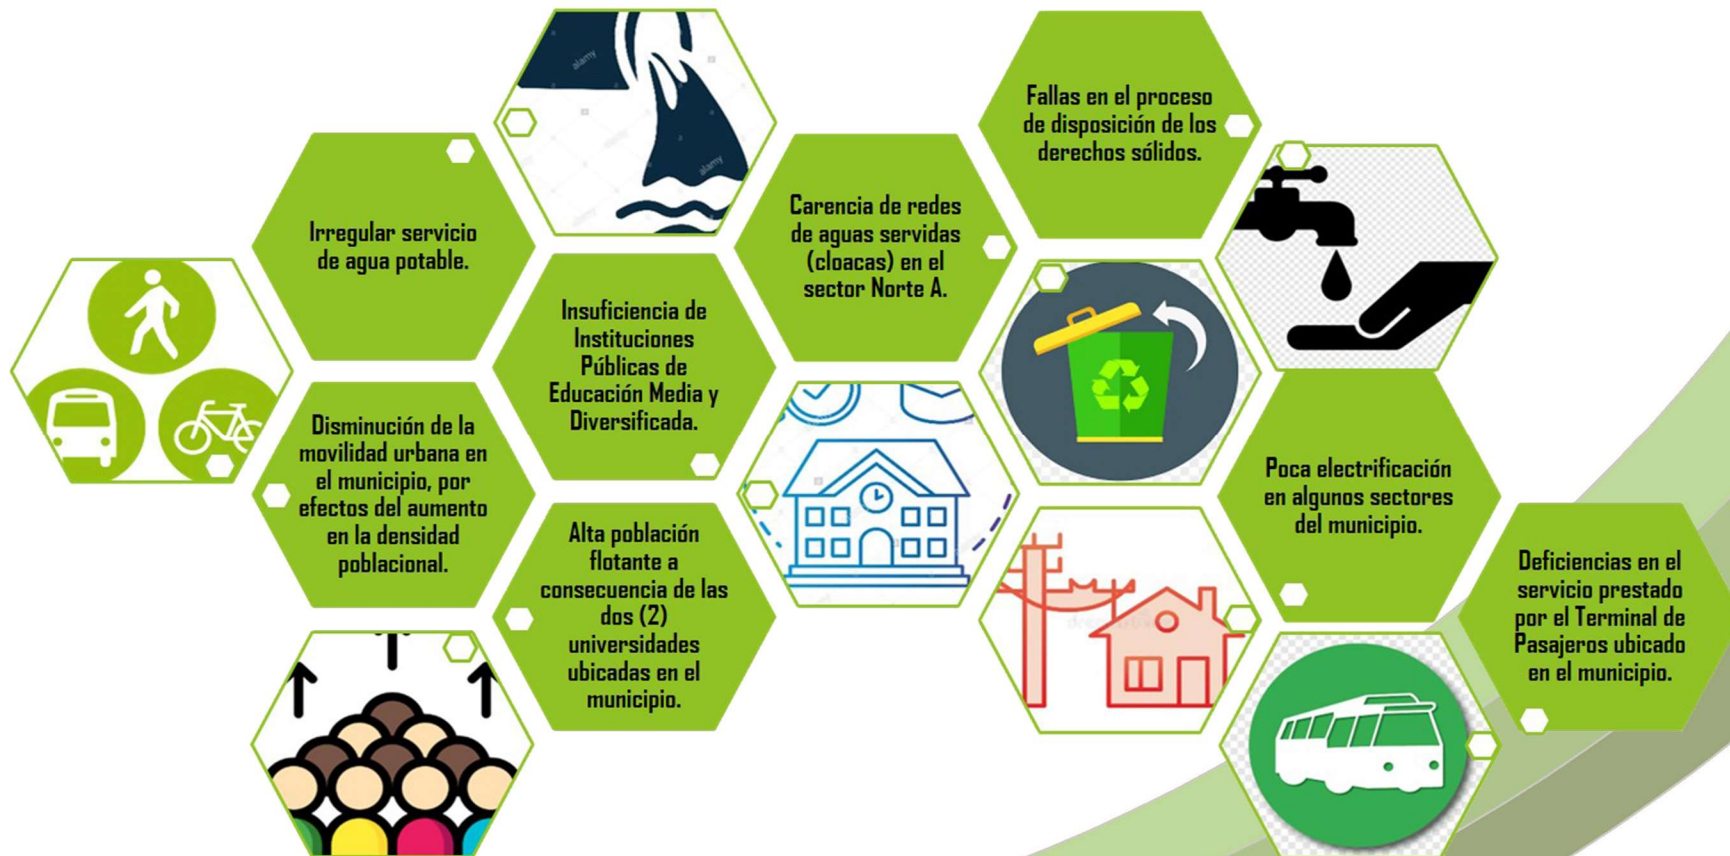 Irregular servicio
de agua potable.
Disminución de la
movilidad urbana en
el municipio, por
efectos del aumento
en la densidad
poblacional.
Insuficiencia de
Instituciones
Públicas de
Educación Media y
Diversificada.
Alta población
flotante a
consecuencia de las
dos (2)
universidades
ubicadas en el
municipio.
Carencia de redes
de aguas servidas
(cloacas) en el
sector Norte A.
Fallas en el proceso
de disposición de los
derechos sólidos.
Poca electrificación
en algunos sectores
del municipio.
Deficiencias en el
servicio prestado
por el Terminal de
Pasajeros ubicado
en el municipio.
alamy
alamy